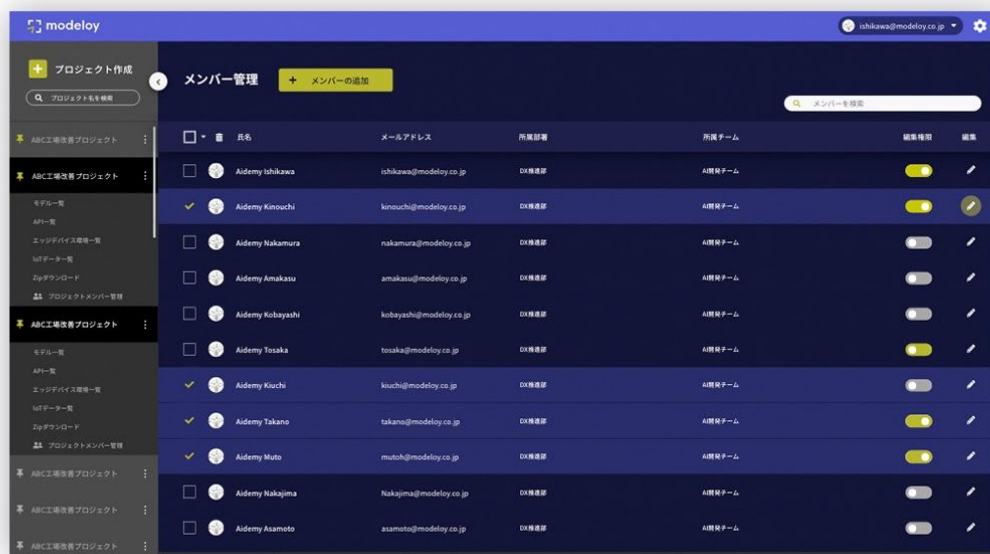 modeloy
ishikawa@modeloy.co.jp
プロジェクト作成
プロジェクト名を検索
メンバー管理
+ メンバーの追加
メンバーを検索
氏名 メールアドレス 所属部署 所属チーム 編集権限 編集
Aidemy Ishikawa ishikawa@modeloy.co.jp DX推進部 AI開発チーム
Aidemy Kinouchi kinouchi@modeloy.co.jp DX推進部 AI開発チーム
Aidemy Nakamura nakamura@modeloy.co.jp DX推進部 AI開発チーム
Aidemy Amakasu amakasu@modeloy.co.jp DX推進部 AI開発チーム
Aidemy Kobayashi kobayashi@modeloy.co.jp DX推進部 AI開発チーム
Aidemy Tosaka tosaka@modeloy.co.jp DX推進部 AI開発チーム
Aidemy Kiuchi kiuchi@modeloy.co.jp DX推進部 AI開発チーム
Aidemy Takano takano@modeloy.co.jp DX推進部 AI開発チーム
Aidemy Muto mutoh@modeloy.co.jp DX推進部 AI開発チーム
Aidemy Nakajima Nakajima@modeloy.co.jp DX推進部 AI開発チーム
Aidemy Asamoto asamoto@modeloy.co.jp DX推進部 AI開発チーム
ABC工場改善プロジェクト
ABC工場改善プロジェクト
モデル一覧
API一覧
エッジデバイス環境一覧
IoTデータ一覧
Zipダウンロード
プロジェクトメンバー管理
ABC工場改善プロジェクト
モデル一覧
API一覧
エッジデバイス環境一覧
IoTデータ一覧
Zipダウンロード
プロジェクトメンバー管理
ABC工場改善プロジェクト
ABC工場改善プロジェクト
ABC工場改善プロジェクト